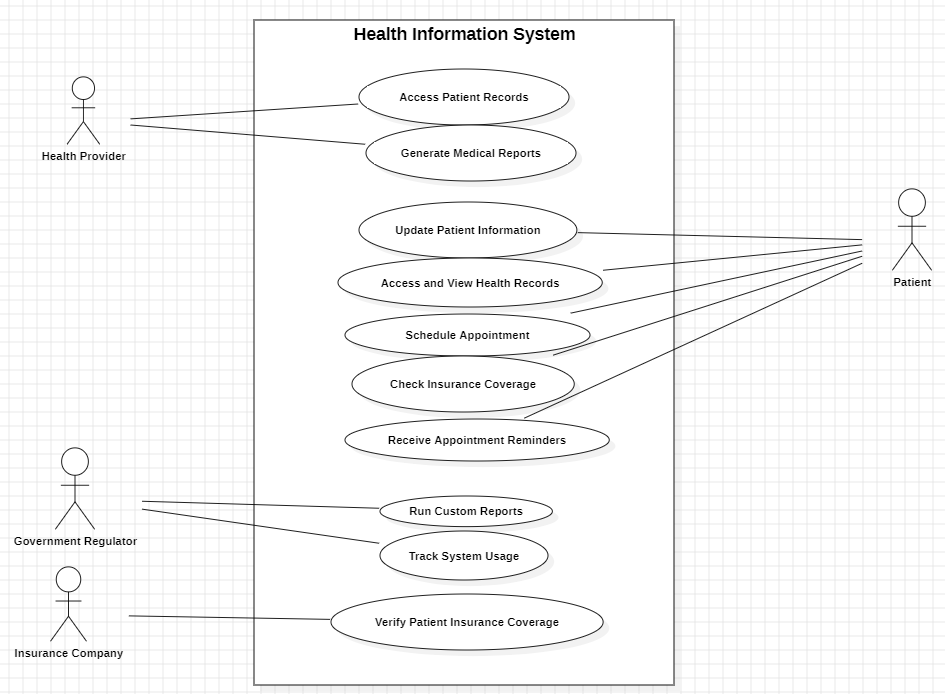 Health Information System
Access Patient Records
Generate Medical Reports
Health Provider
Update Patient Information
Access and View Health Records
Patient
Schedule Appointment
Check Insurance Coverage
Receive Appointment Reminders
Run Custom Reports
Government Regulator
Track System Usage
Verify Patient Insurance Coverage
Insurance Company